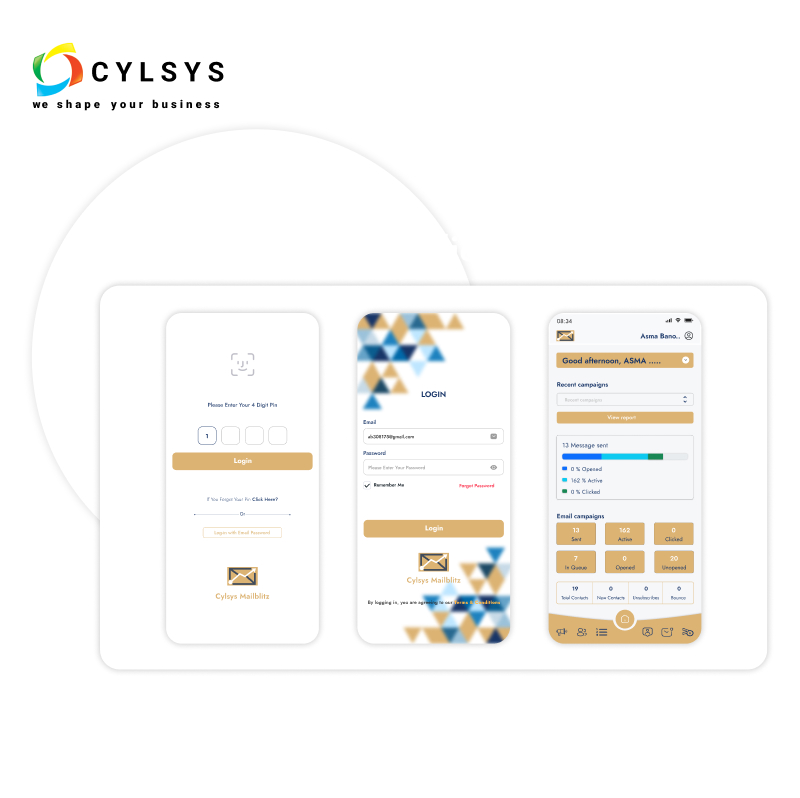 CYLSYS
we shape your business
Please Enter Your 4 Digit Pin
1
Login
If You Forgot Your Pin Click Here?
Or
Login with Email Password
Cylsys Mailblitz
LOGIN
Email
Password
Please Enter Your Password
Remember Me
Forgot Password
Login
Cylsys Mailblitz
By logging in, you are agreeing to our Terms & Conditions
08:34
Asma Bano..
Good afternoon, ASMA .....
Recent campaigns
Recent campaigns
View report
13 Message sent
0 % Opened
162 % Active
0 % Clicked
Email campaigns
13 162 0
Sent Active Clicked
7 0 20
In Queue Opened Unopened
19 0 0 0
Total Contacts New Contacts Unsubscribes Bounce